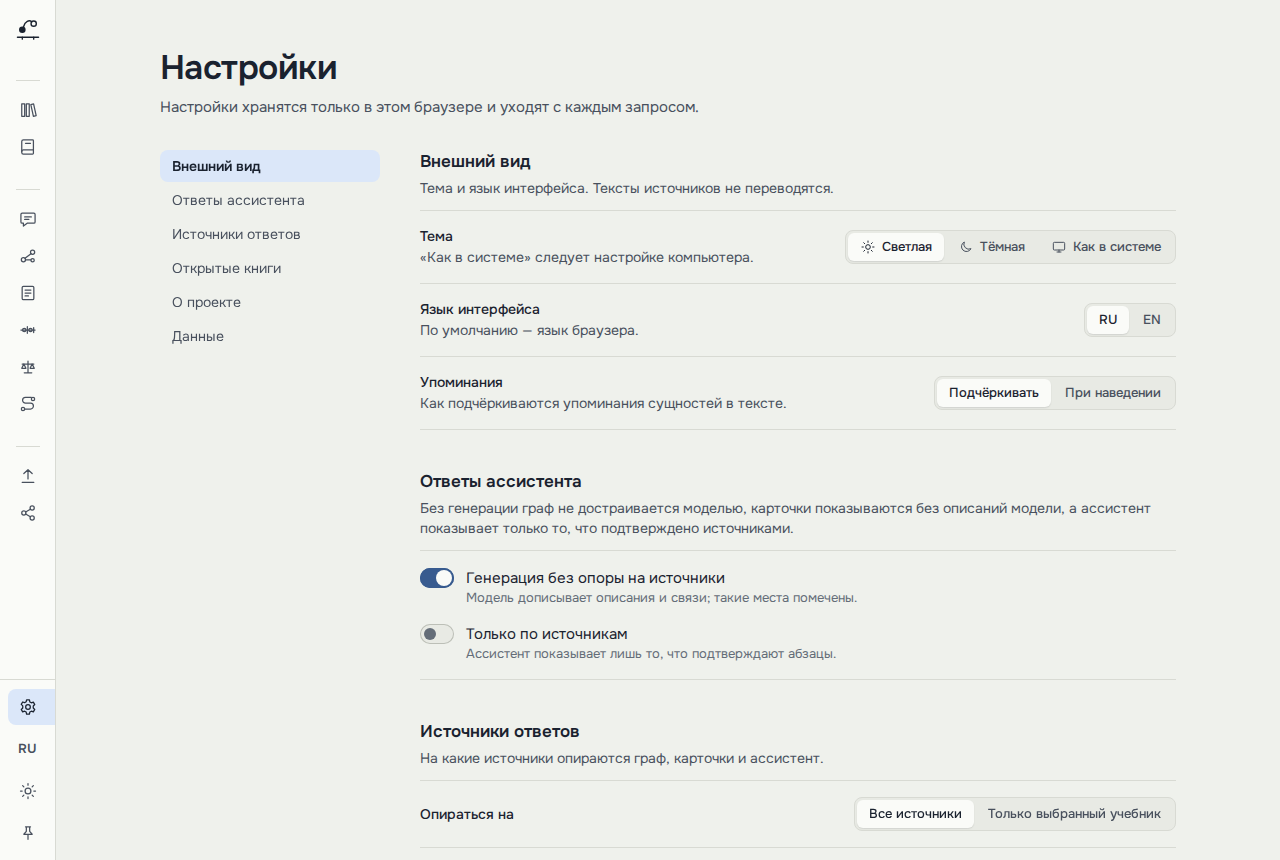 Настройки
Настройки хранятся только в этом браузере и уходят с каждым запросом.
Внешний вид
Ответы ассистента
Источники ответов
Открытые книги
О проекте
Данные
Внешний вид
Тема и язык интерфейса. Тексты источников не переводятся.
Тема
«Как в системе» следует настройке компьютера.
Светлая
Тёмная
Как в системе
Язык интерфейса
По умолчанию — язык браузера.
RU
EN
Упоминания
Как подчёркиваются упоминания сущностей в тексте.
Подчёркивать
При наведении
Ответы ассистента
Без генерации граф не достраивается моделью, карточки показываются без описаний модели, а ассистент
показывает только то, что подтверждено источниками.
Генерация без опоры на источники
Модель дописывает описания и связи; такие места помечены.
Только по источникам
Ассистент показывает лишь то, что подтверждают абзацы.
Источники ответов
На какие источники опираются граф, карточки и ассистент.
Опираться на
Все источники
Только выбранный учебник
RU